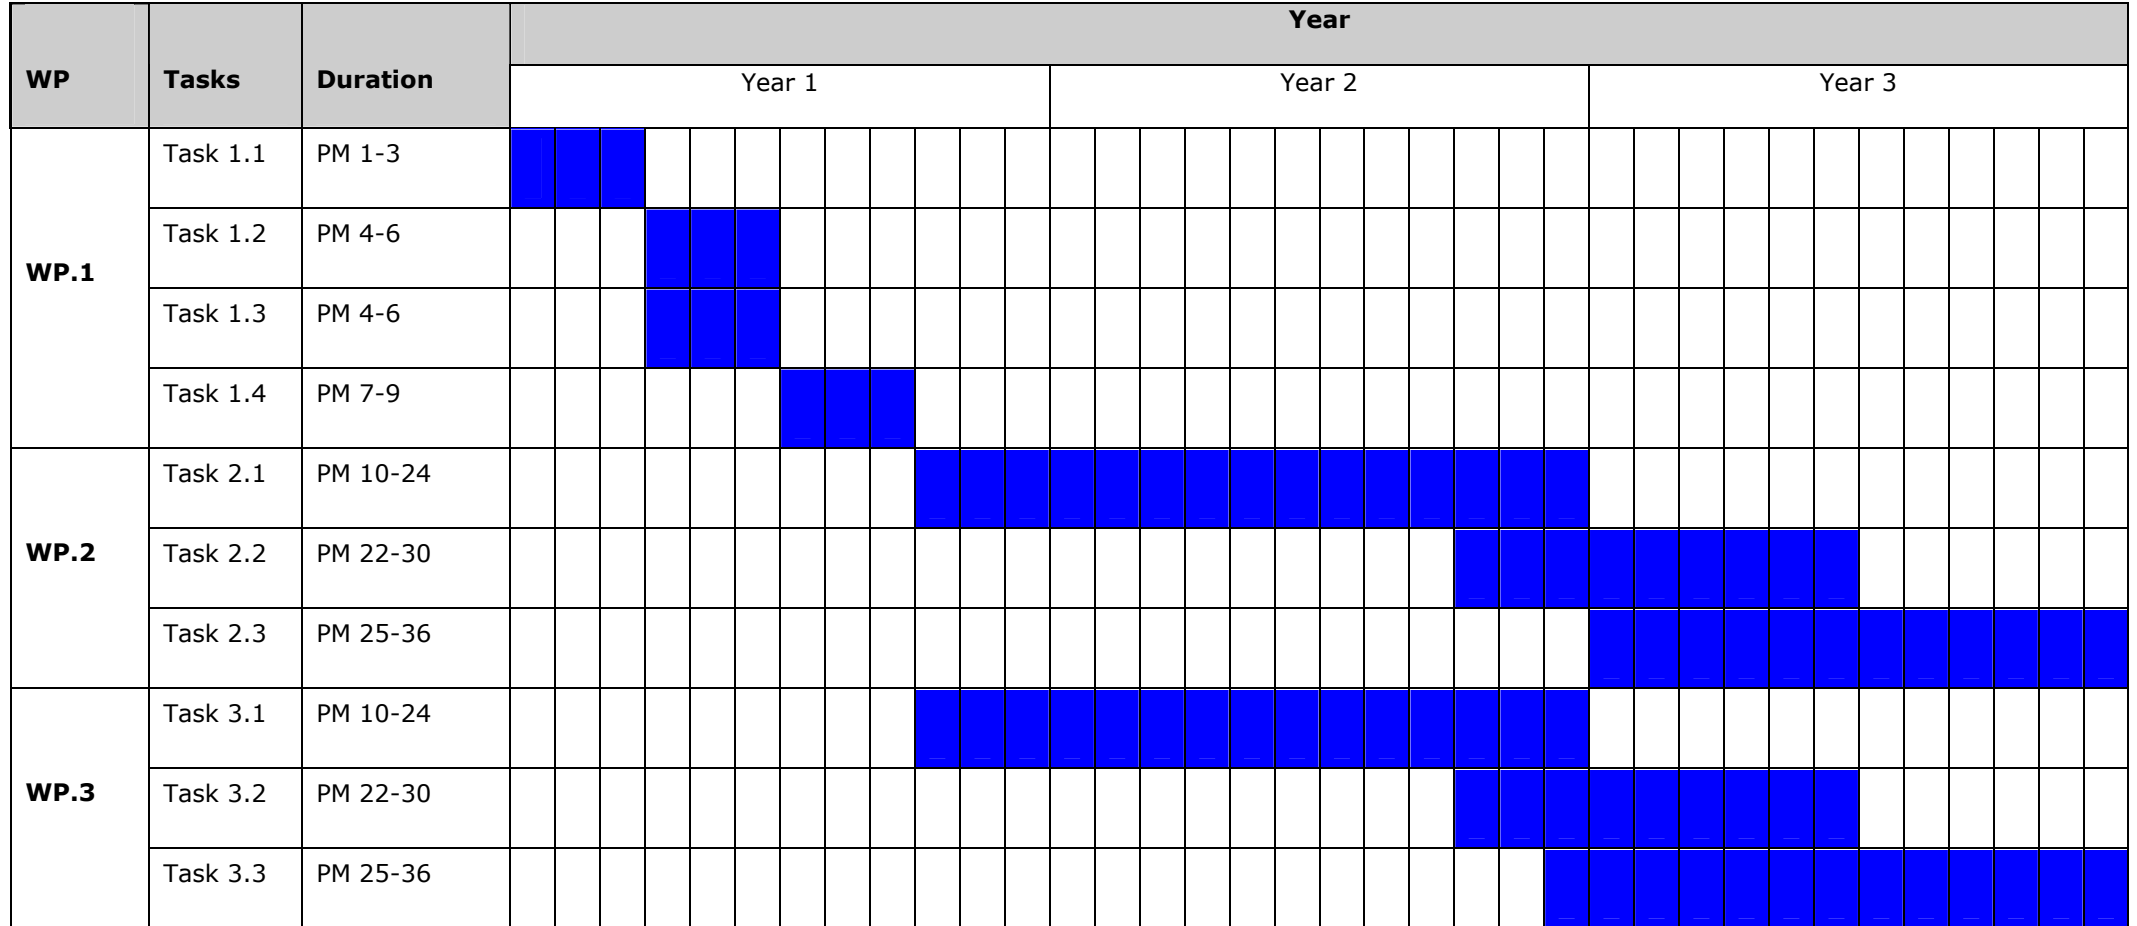 Year
WP Tasks Duration
Year 1 Year 2 Year 3
Task 1.1 PM 1-3
Task 1.2 PM 4-6
WP.1
Task 1.3 PM 4-6
Task 1.4 PM 7-9
Task 2.1 PM 10-24
WP.2 Task 2.2 PM 22-30
Task 2.3 PM 25-36
Task 3.1 PM 10-24
WP.3 Task 3.2 PM 22-30
Task 3.3 PM 25-36